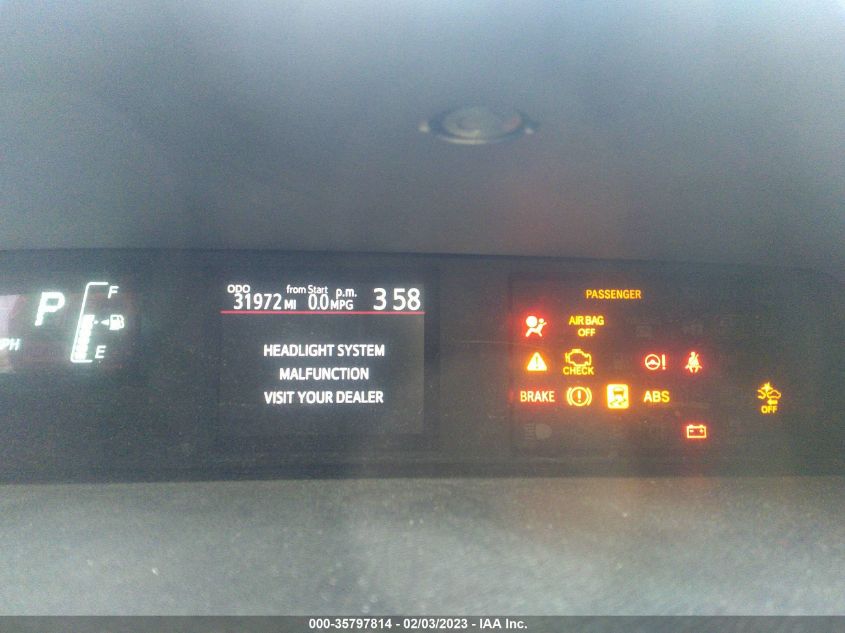 P
PH
F
E
ODO from Start p.m.
31972 MI 0.0 MPG 3 58
HEADLIGHT SYSTEM
MALFUNCTION
VISIT YOUR DEALER
PASSENGER
AIR BAG
OFF
CHECK
!
BRAKE (!) ABS
OFF
000-35797814 - 02/03/2023 - IAA Inc.